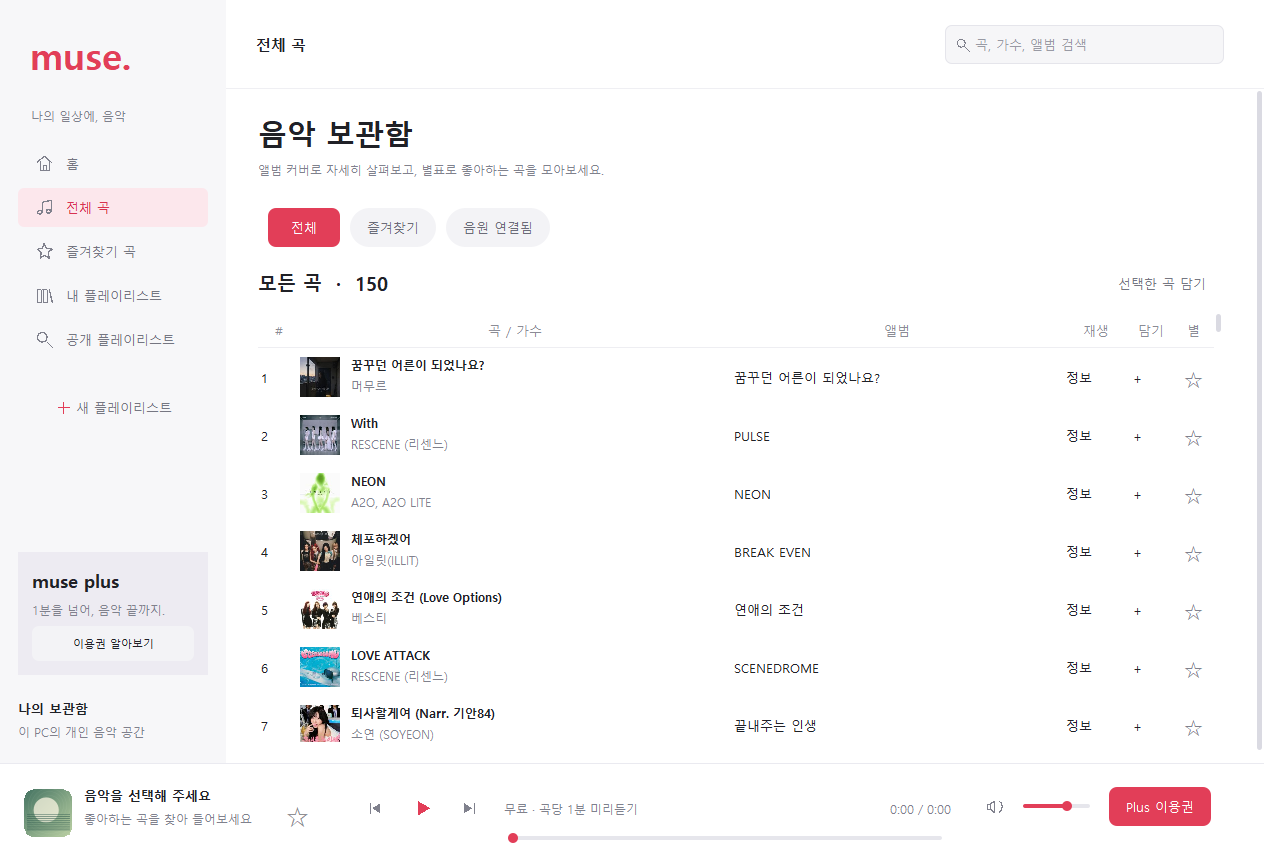 muse.
나의 일상에, 음악
홈
전체 곡
즐겨찾기 곡
내 플레이리스트
공개 플레이리스트
+ 새 플레이리스트
muse plus
1분을 넘어, 음악 끝까지.
이용권 알아보기
나의 보관함
이 PC의 개인 음악 공간
전체 곡
곡, 가수, 앨범 검색
음악 보관함
앨범 커버로 자세히 살펴보고, 별표로 좋아하는 곡을 모아보세요.
전체 즐겨찾기 음원 연결됨
모든 곡 · 150 선택한 곡 담기
# 곡 / 가수 앨범 재생 담기 별
1 꿈꾸던 어른이 되었나요? 꿈꾸던 어른이 되었나요? 정보 + ☆
머무르
2 With PULSE 정보 + ☆
RESCENE (리센느)
3 NEON NEON 정보 + ☆
A2O, A2O LITE
4 체포하겠어 BREAK EVEN 정보 + ☆
아일릿(ILLIT)
5 연애의 조건 (Love Options) 연애의 조건 정보 + ☆
베스티
6 LOVE ATTACK SCENEDROME 정보 + ☆
RESCENE (리센느)
7 퇴사할게여 (Narr. 기안84) 끝내주는 인생 정보 + ☆
소연 (SOYEON)
음악을 선택해 주세요
좋아하는 곡을 찾아 들어보세요 ☆
무료 · 곡당 1분 미리듣기 0:00 / 0:00
Plus 이용권